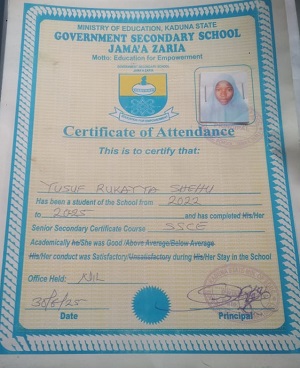 MINISTRY OF EDUCATION, KADUNA STATE
GOVERNMENT SECONDARY SCHOOL
JAMA'A ZARIA
Motto: Education for Empowerment
Certificate of Attendance
This is to certify that:
YUSUF RUKAYYA SHEHU
Has been a student of the School from 2022
to 2025 and has completed His/Her
Senior Secondary Certificate Course SSCE
Academically He/She was Good /Above Average/Below Average
His/Her conduct was Satisfactory/Unsatisfactory during His/Her Stay in the School
Office Held: Nil
Date Principal